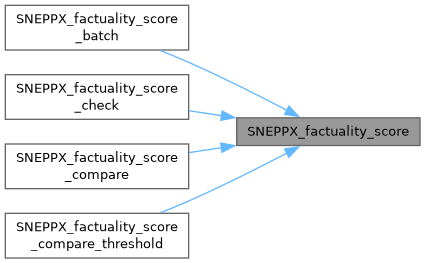 SNEPPX_factuality_score
_batch
SNEPPX_factuality_score
_check
SNEPPX_factuality_score
SNEPPX_factuality_score
_compare
SNEPPX_factuality_score
_compare_threshold